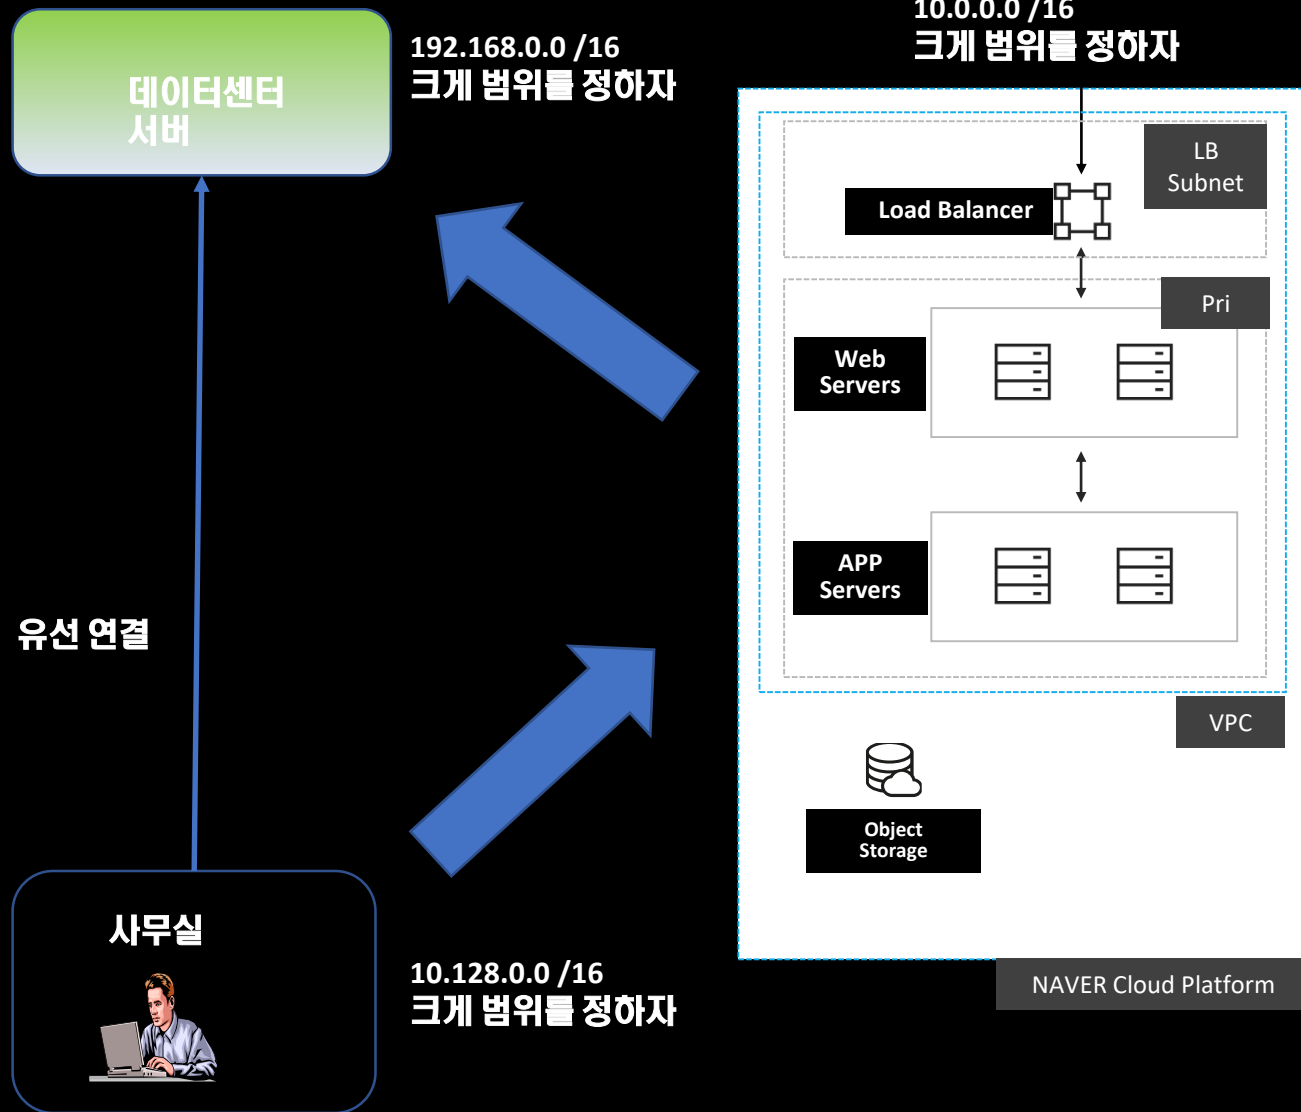 데이터센터
서버
192.168.0.0 /16
크게 범위를 정하자
10.0.0.0 /16
크게 범위를 정하자
LB
Subnet
Load Balancer
Pri
Web
Servers
APP
Servers
유선 연결
VPC
Object
Storage
사무실
10.128.0.0 /16
크게 범위를 정하자
NAVER Cloud Platform